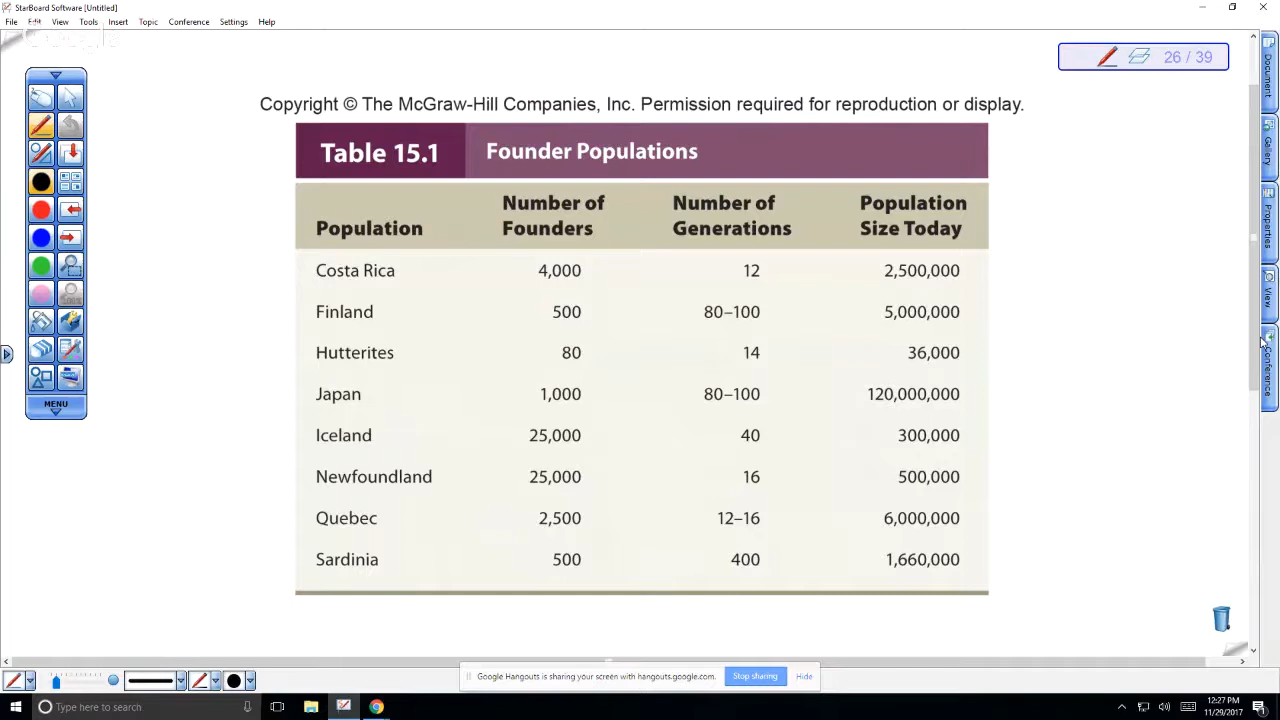 StarBoard Software [Untitled]
File Edit View Tools Insert Topic Conference Settings Help
26 / 39
Document
Gallery
Properties
View
Conference
MENU
Copyright © The McGraw-Hill Companies, Inc. Permission required for reproduction or display.
Table 15.1 Founder Populations
Population Number of Founders Number of Generations Population Size Today
Costa Rica 4,000 12 2,500,000
Finland 500 80–100 5,000,000
Hutterites 80 14 36,000
Japan 1,000 80–100 120,000,000
Iceland 25,000 40 300,000
Newfoundland 25,000 16 500,000
Quebec 2,500 12–16 6,000,000
Sardinia 500 400 1,660,000
Google Hangouts is sharing your screen with hangouts.google.com. Stop sharing Hide
Type here to search
12:27 PM
11/29/2017